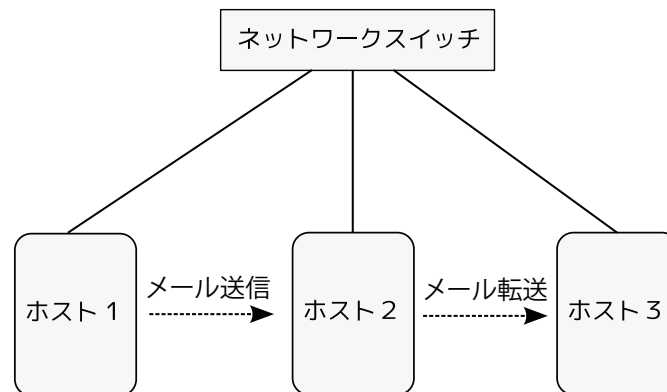 ネットワークスイッチ
メール送信
メール転送
ホスト１
ホスト２
ホスト３